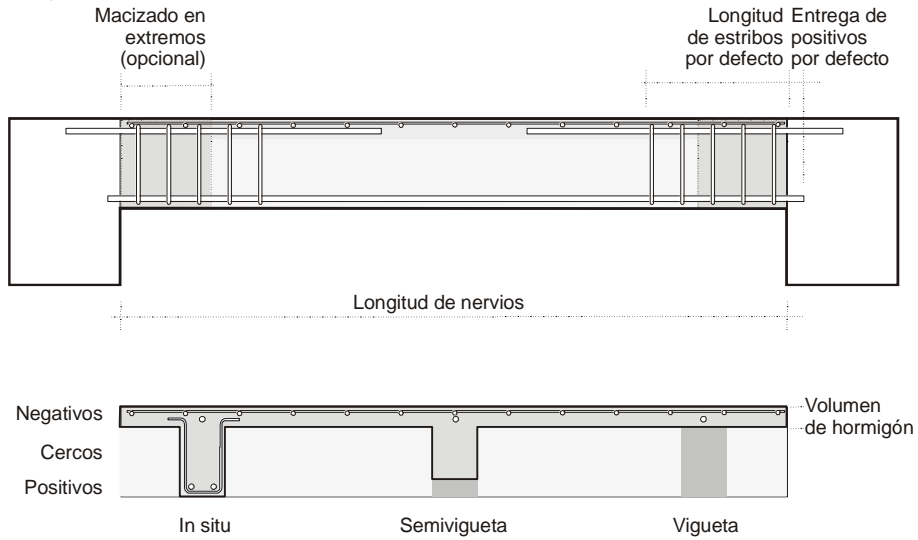 Macizado en
extremos
(opcional)
Longitud
de estribos
por defecto
Entrega de
positivos
por defecto
Longitud de nervios
Negativos
Cercos
Positivos
Volumen
de hormigón
In situ
Semivigueta
Vigueta